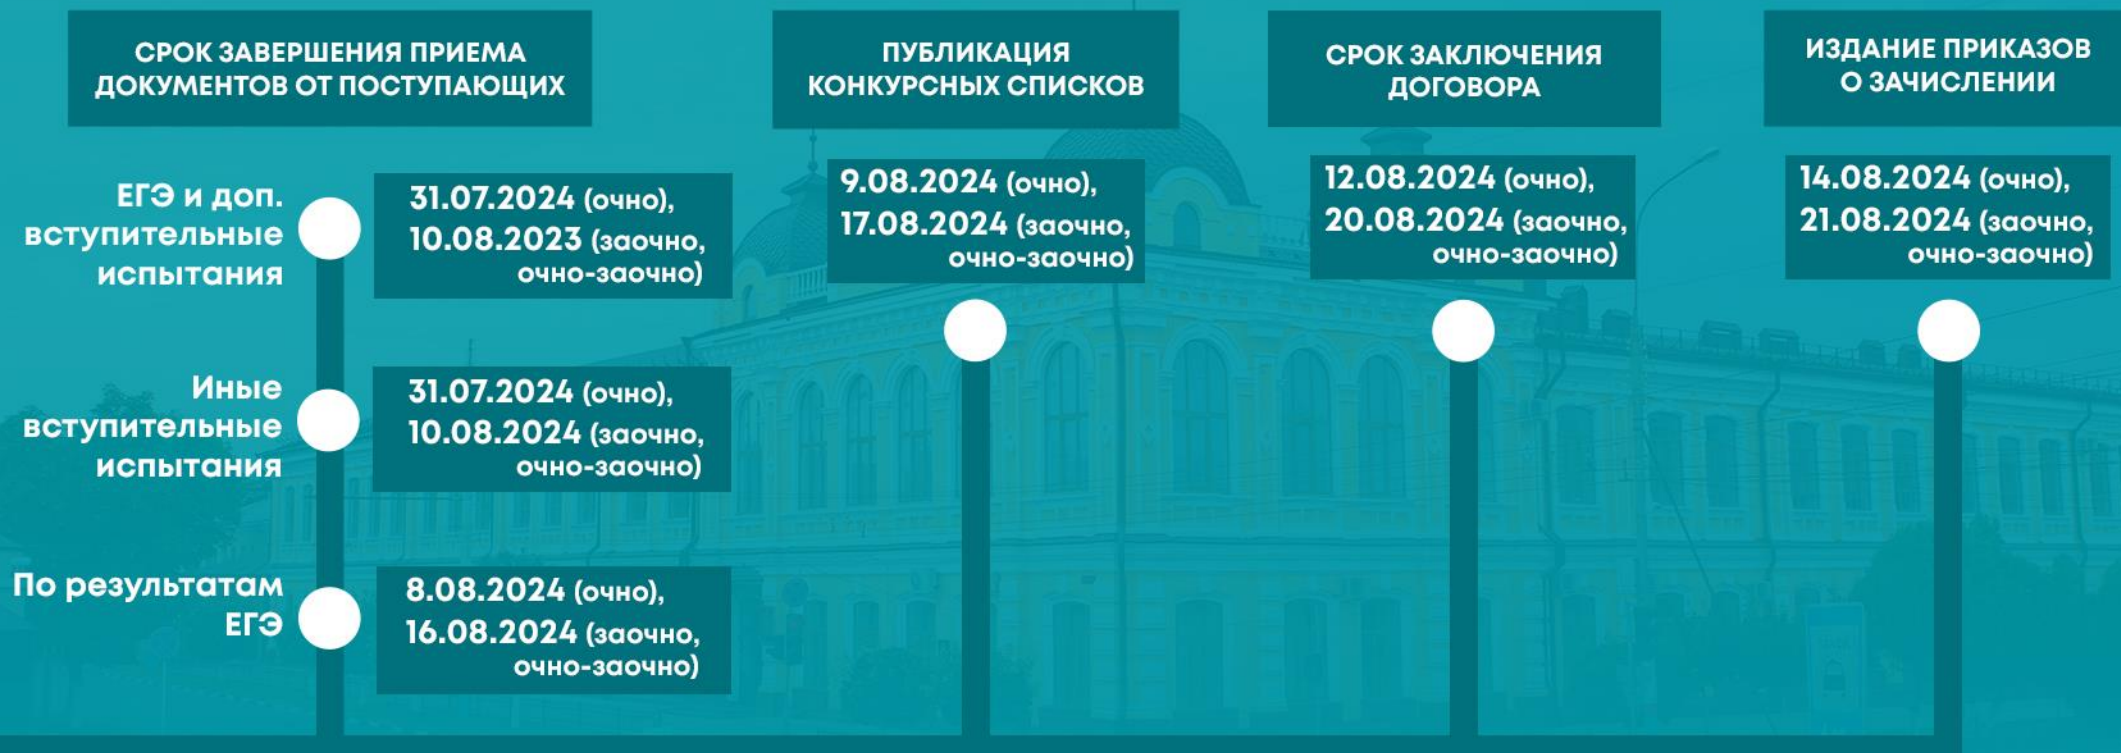 СРОК ЗАВЕРШЕНИЯ ПРИЕМА
ДОКУМЕНТОВ ОТ ПОСТУПАЮЩИХ
ЕГЭ и доп.
вступительные
испытания
31.07.2024 (очно),
10.08.2023 (заочно,
очно-заочно)
Иные
вступительные
испытания
31.07.2024 (очно),
10.08.2024 (заочно,
очно-заочно)
По результатам
ЕГЭ
8.08.2024 (очно),
16.08.2024 (заочно,
очно-заочно)
ПУБЛИКАЦИЯ
КОНКУРСНЫХ СПИСКОВ
9.08.2024 (очно),
17.08.2024 (заочно,
очно-заочно)
СРОК ЗАКЛЮЧЕНИЯ
ДОГОВОРА
12.08.2024 (очно),
20.08.2024 (заочно,
очно-заочно)
ИЗДАНИЕ ПРИКАЗОВ
О ЗАЧИСЛЕНИИ
14.08.2024 (очно),
21.08.2024 (заочно,
очно-заочно)